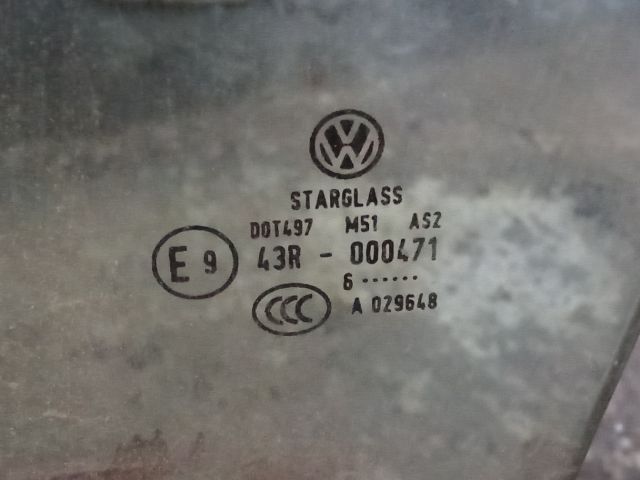 STARGLASS
DOT497 M51 AS2
E 9 43R - 000471
6 ······
CCC A 029648